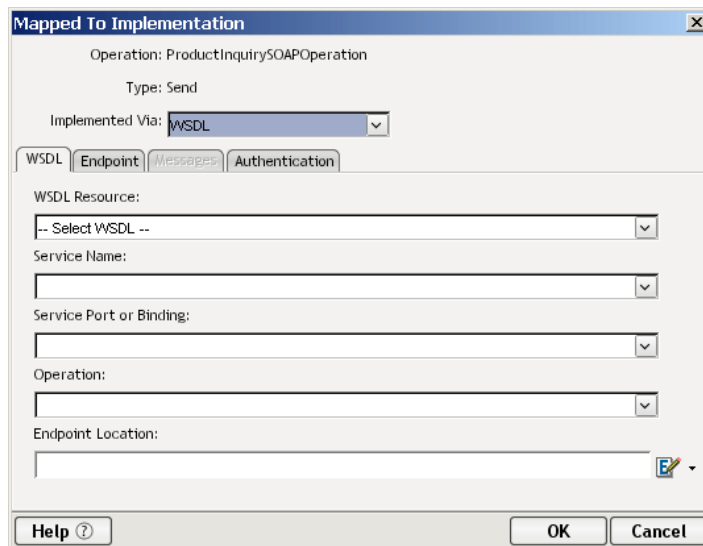 Mapped To Implementation
Operation: ProductInquirySOAPOperation
Type: Send
Implemented Via: WSDL
WSDL Endpoint Messages Authentication
WSDL Resource:
-- Select WSDL --
Service Name:
Service Port or Binding:
Operation:
Endpoint Location:
E
Help ? OK Cancel